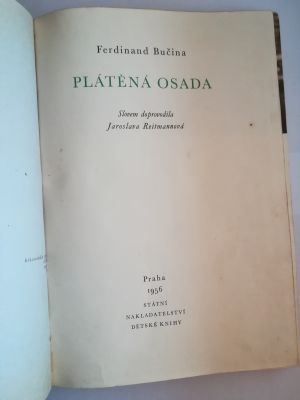 Ferdinand Bučina
PLÁTĚNÁ OSADA
Slovem doprovodila
Jaroslava Reitmannová
Praha
1956
STÁTNÍ
NAKLADATELSTVÍ
DĚTSKÉ KNIHY